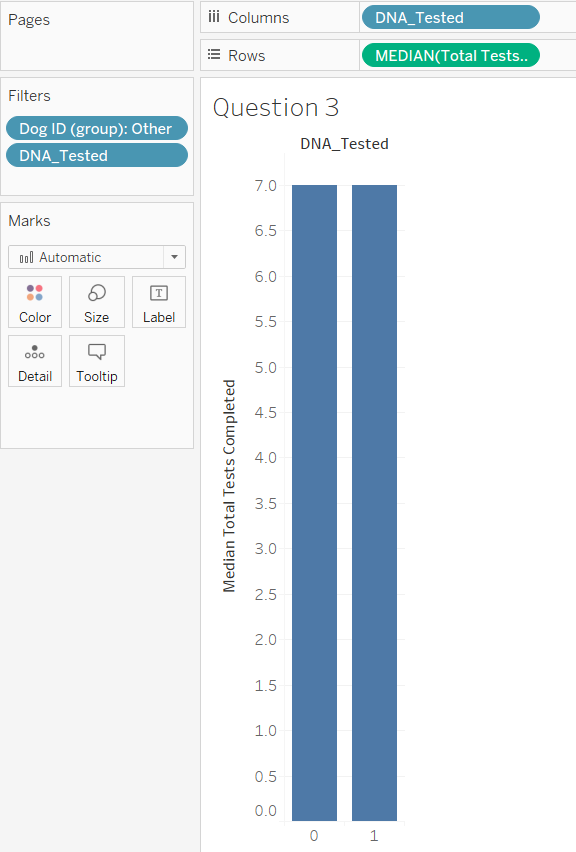 Pages
Columns
DNA_Tested
Rows
MEDIAN(Total Tests..
Filters
Dog ID (group): Other
DNA_Tested
Marks
Automatic
Color
Size
Label
Detail
Tooltip
Question 3
DNA_Tested
7.0
6.5
6.0
5.5
5.0
4.5
4.0
3.5
3.0
2.5
2.0
1.5
1.0
0.5
0.0
Median Total Tests Completed
0
1